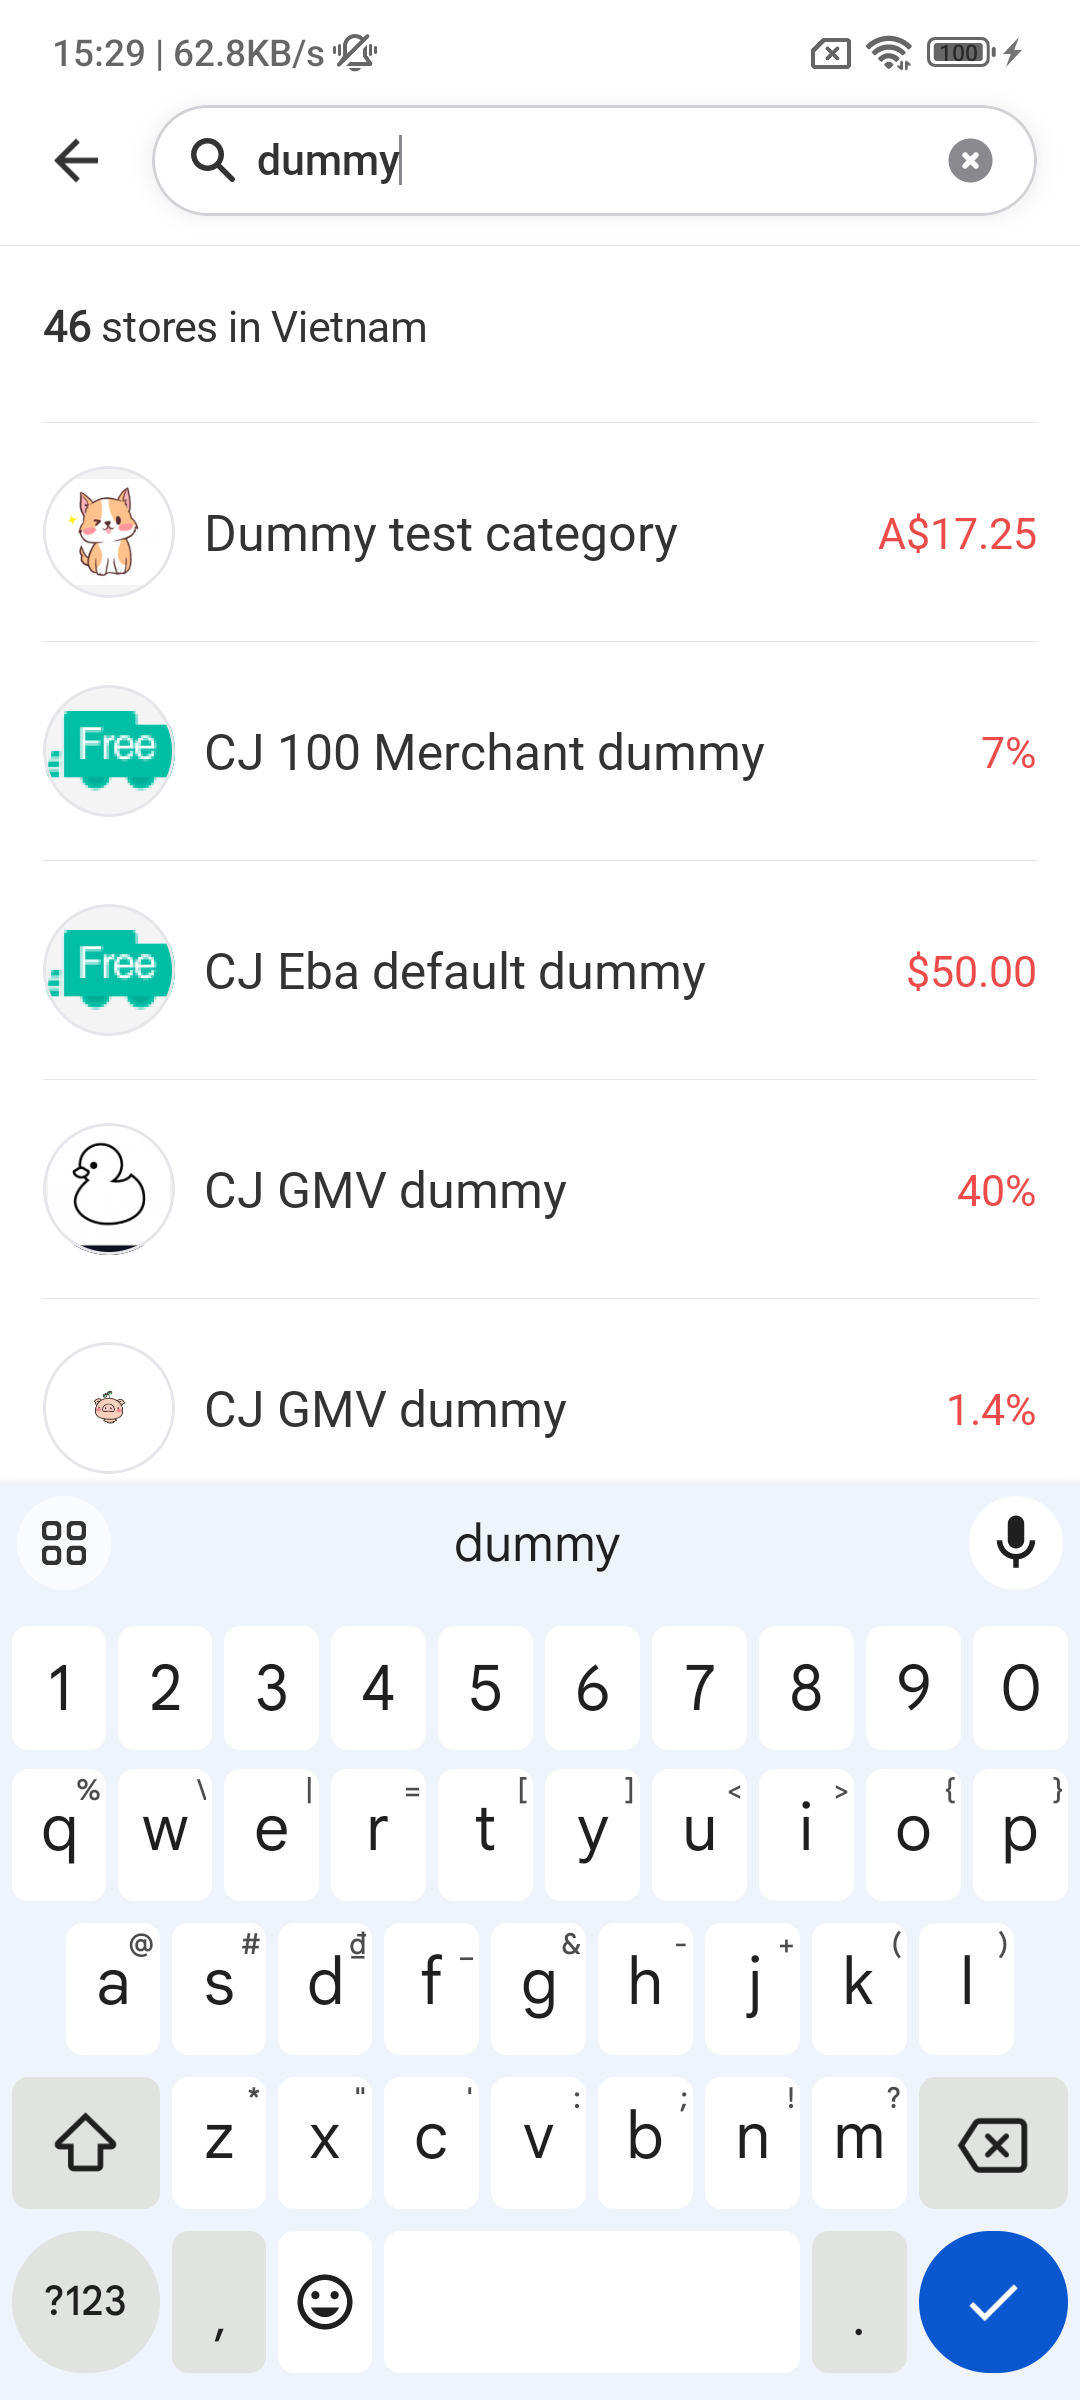 15:29 | 62.8KB/s
100
dummy
46 stores in Vietnam
Dummy test category
A$17.25
Free
CJ 100 Merchant dummy
7%
Free
CJ Eba default dummy
$50.00
CJ GMV dummy
40%
CJ GMV dummy
1.4%
dummy
1 2 3 4 5 6 7 8 9 0
% \ | = [ ] < > { }
q w e r t y u i o p
@ # đ _ & - + ( )
a s d f g h j k l
* " ' : ; ! ?
z x c v b n m
?123 , .